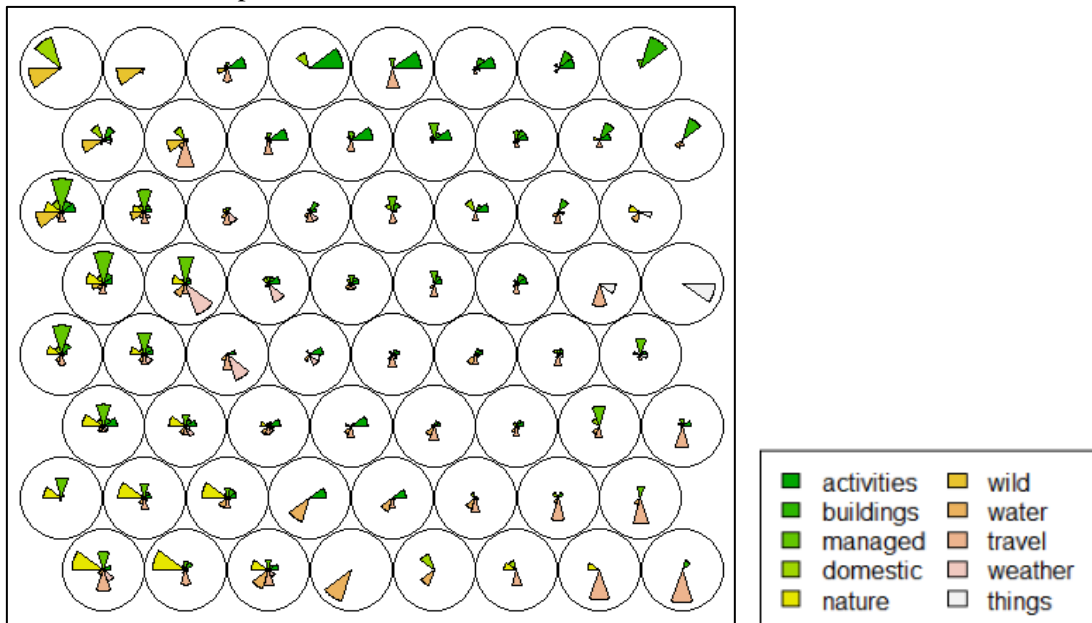 activities
buildings
managed
domestic
nature
wild
water
travel
weather
things